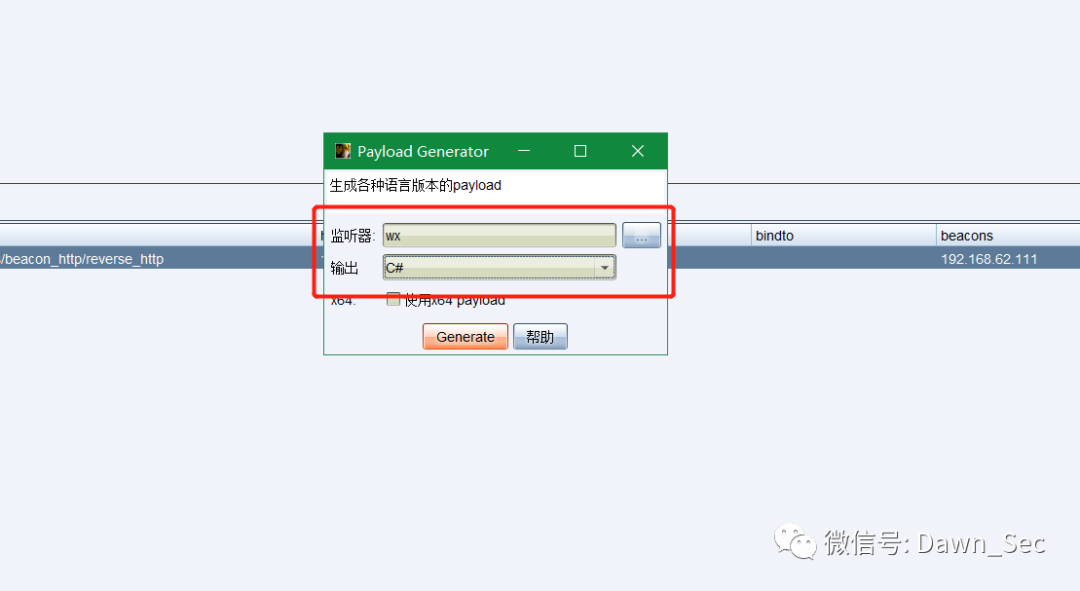 Payload Generator
生成各种语言版本的payload
监听器: wx ...
bindto beacons
/beacon_http/reverse_http 192.168.62.111
输出 C#
x64: 使用x64 payload
Generate 帮助
微信号: Dawn_Sec